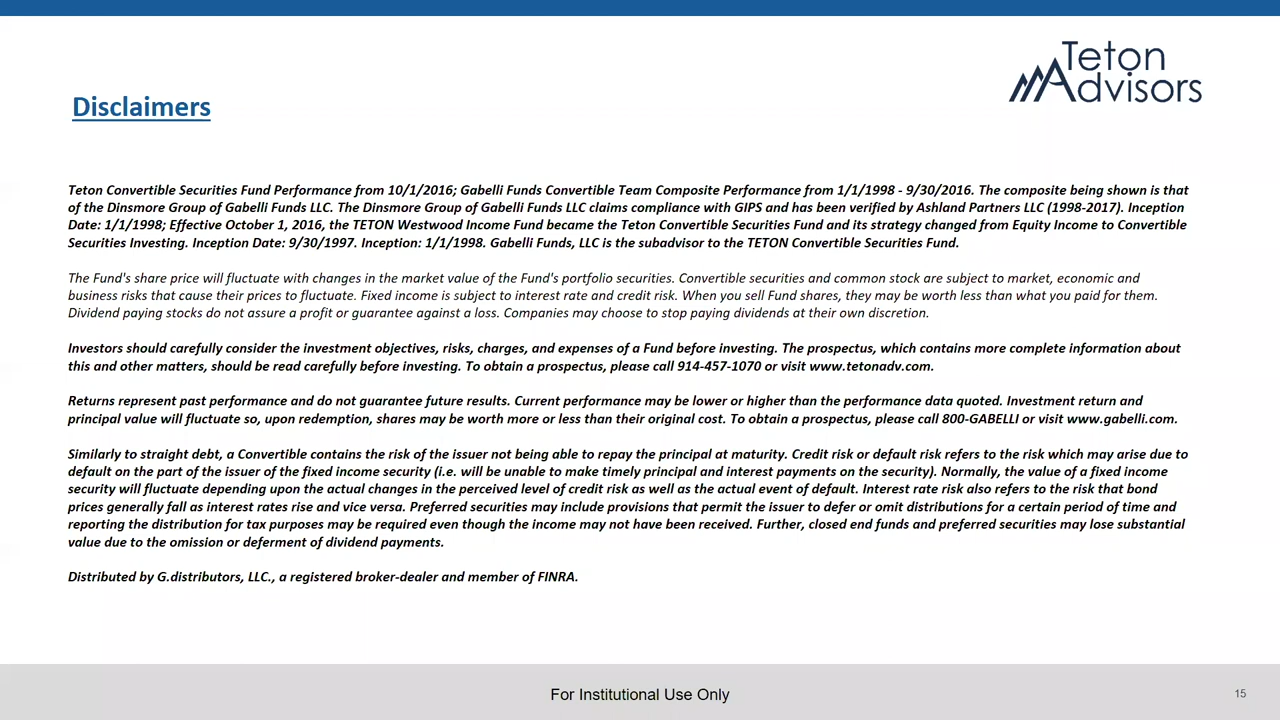 Teton
Advisors
Disclaimers
Teton Convertible Securities Fund Performance from 10/1/2016; Gabelli Funds Convertible Team Composite Performance from 1/1/1998 - 9/30/2016. The composite being shown is that
of the Dinsmore Group of Gabelli Funds LLC. The Dinsmore Group of Gabelli Funds LLC claims compliance with GIPS and has been verified by Ashland Partners LLC (1998-2017). Inception
Date: 1/1/1998; Effective October 1, 2016, the TETON Westwood Income Fund became the Teton Convertible Securities Fund and its strategy changed from Equity Income to Convertible
Securities Investing. Inception Date: 9/30/1997. Inception: 1/1/1998. Gabelli Funds, LLC is the subadvisor to the TETON Convertible Securities Fund.
The Fund's share price will fluctuate with changes in the market value of the Fund's portfolio securities. Convertible securities and common stock are subject to market, economic and
business risks that cause their prices to fluctuate. Fixed income is subject to interest rate and credit risk. When you sell Fund shares, they may be worth less than what you paid for them.
Dividend paying stocks do not assure a profit or guarantee against a loss. Companies may choose to stop paying dividends at their own discretion.
Investors should carefully consider the investment objectives, risks, charges, and expenses of a Fund before investing. The prospectus, which contains more complete information about
this and other matters, should be read carefully before investing. To obtain a prospectus, please call 914-457-1070 or visit www.tetonadv.com.
Returns represent past performance and do not guarantee future results. Current performance may be lower or higher than the performance data quoted. Investment return and
principal value will fluctuate so, upon redemption, shares may be worth more or less than their original cost. To obtain a prospectus, please call 800-GABELLI or visit www.gabelli.com.
Similarly to straight debt, a Convertible contains the risk of the issuer not being able to repay the principal at maturity. Credit risk or default risk refers to the risk which may arise due to
default on the part of the issuer of the fixed income security (i.e. will be unable to make timely principal and interest payments on the security). Normally, the value of a fixed income
security will fluctuate depending upon the actual changes in the perceived level of credit risk as well as the actual event of default. Interest rate risk also refers to the risk that bond
prices generally fall as interest rates rise and vice versa. Preferred securities may include provisions that permit the issuer to defer or omit distributions for a certain period of time and
reporting the distribution for tax purposes may be required even though the income may not have been received. Further, closed end funds and preferred securities may lose substantial
value due to the omission or deferment of dividend payments.
Distributed by G.distributors, LLC., a registered broker-dealer and member of FINRA.
For Institutional Use Only
15